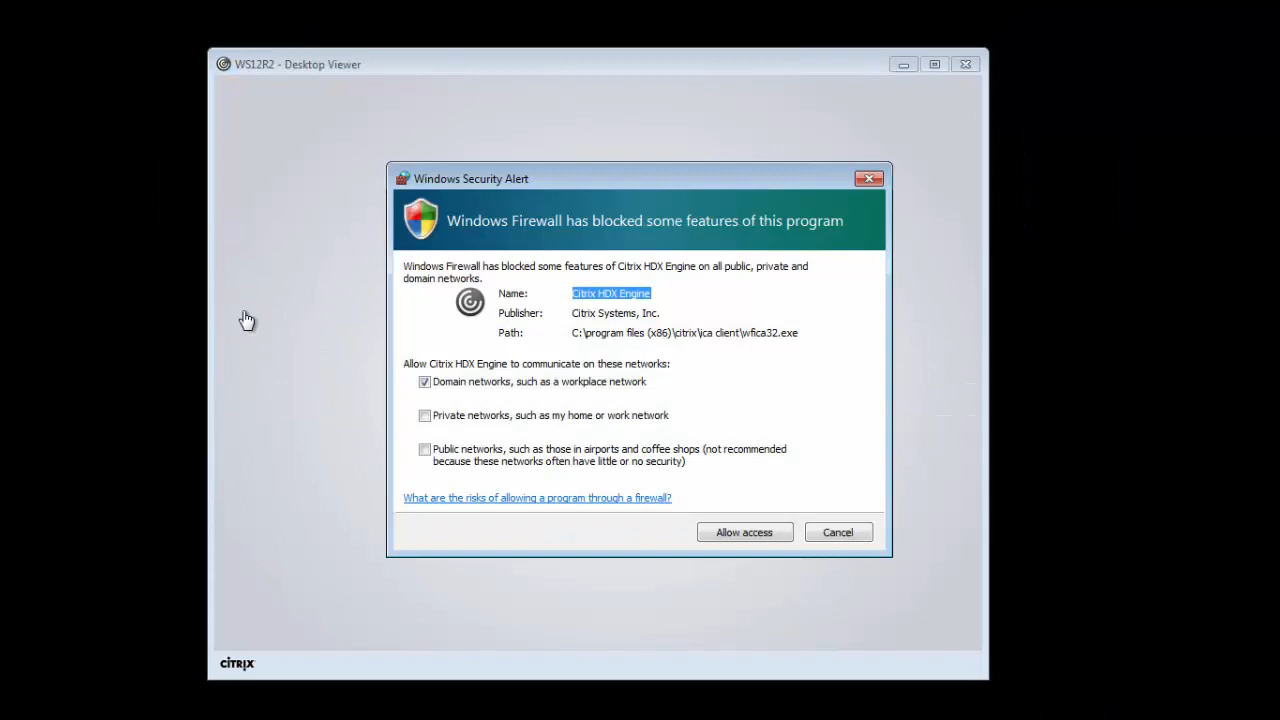 WS12R2 - Desktop Viewer
Windows Security Alert
Windows Firewall has blocked some features of this program
Windows Firewall has blocked some features of Citrix HDX Engine on all public, private and
domain networks.
Name: Citrix HDX Engine
Publisher: Citrix Systems, Inc.
Path: C:\program files (x86)\citrix\ica client\wfica32.exe
Allow Citrix HDX Engine to communicate on these networks:
Domain networks, such as a workplace network
Private networks, such as my home or work network
Public networks, such as those in airports and coffee shops (not recommended
because these networks often have little or no security)
What are the risks of allowing a program through a firewall?
Allow access Cancel
CİTRIX